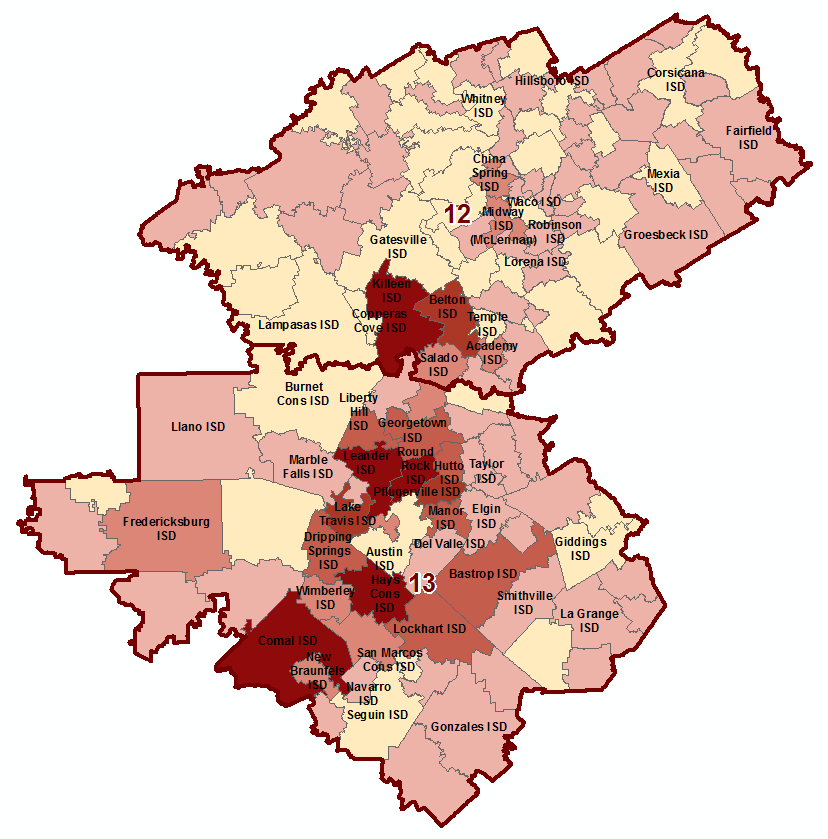 Hillsboro ISD
Corsicana
ISD
Whitney
ISD
Fairfield
ISD
China
Spring
ISD
Mexia
ISD
12
Waco ISD
Midway
ISD
(McLennan)
Robinson
ISD
Groesbeck ISD
Gatesville
ISD
Lorena ISD
Killeen
ISD
Belton
ISD
Copperas
Cove ISD
Temple
ISD
Lampasas ISD
Academy
ISD
Salado
ISD
Burnet
Cons ISD
Liberty
Hill
ISD
Llano ISD
Georgetown
ISD
Round
Rock
ISD
Leander
ISD
Marble
Falls ISD
Hutto
ISD
Taylor
ISD
Pflugerville ISD
Lake
Travis ISD
Manor
ISD
Elgin
ISD
Fredericksburg
ISD
Dripping
Springs
ISD
Austin
ISD
Del Valle ISD
Giddings
ISD
Bastrop ISD
13
Hays
Cons
ISD
Wimberley
ISD
Smithville
ISD
La Grange
ISD
Lockhart ISD
Comal ISD
San Marcos
Cons ISD
New
Braunfels
ISD
Navarro
ISD
Seguin ISD
Gonzales ISD